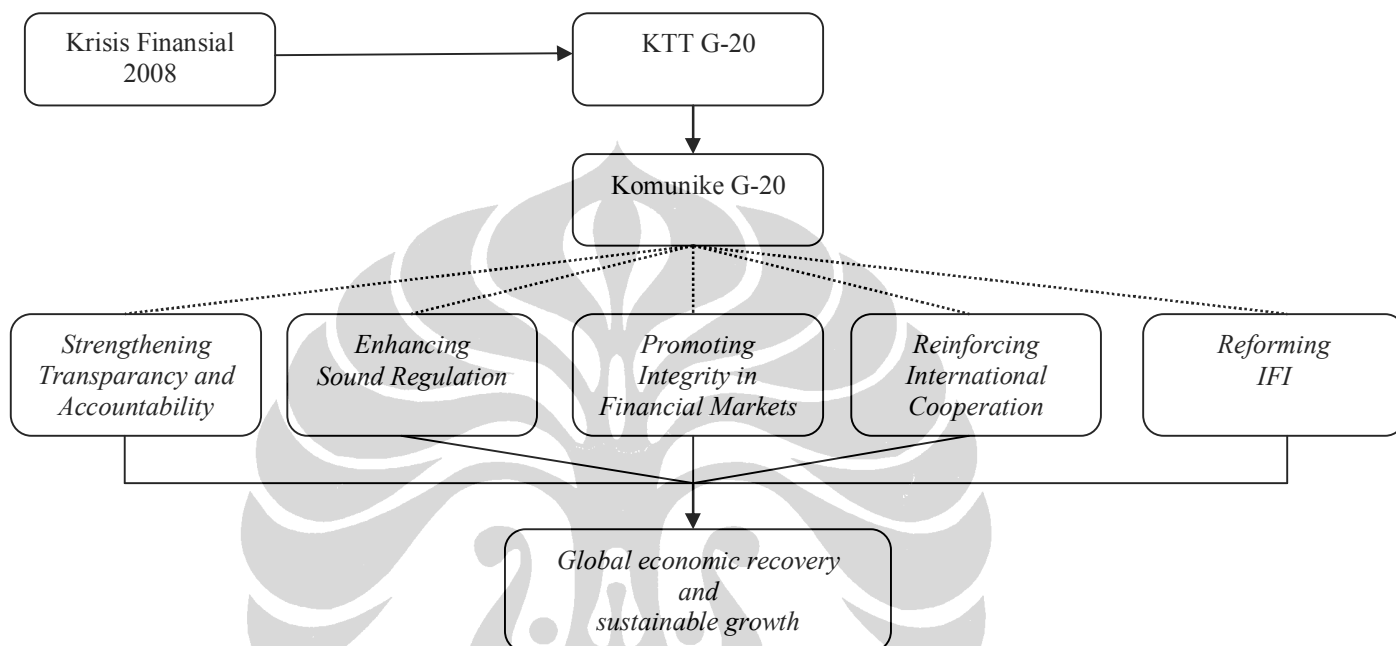 Krisis Finansial
2008
KTT G-20
Komunike G-20
Strengthening
Transparancy and
Accountability
Enhancing
Sound Regulation
Promoting
Integrity in
Financial Markets
Reinforcing
International
Cooperation
Reforming
IFI
Global economic recovery
and
sustainable growth